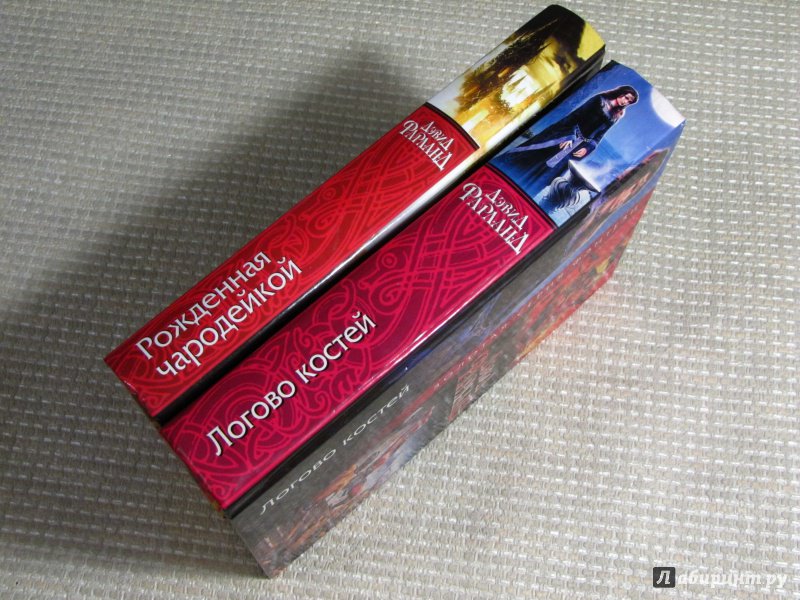 Дэвид
Фарланд
Рожденная
чародейкой
Дэвид
Фарланд
Логово костей
Логово костей
Лабиринт.ру